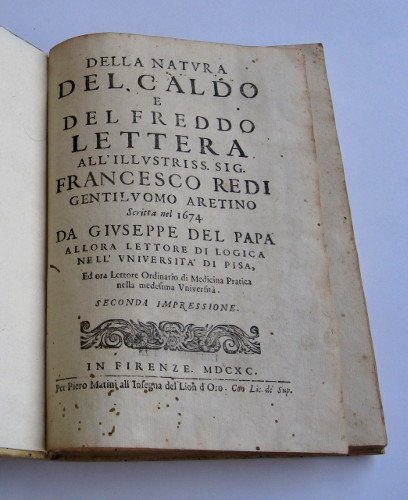 DELLA NATVRA
DEL CALDO
E
DEL FREDDO
LETTERA
ALL'ILLVSTRISS. SIG.
FRANCESCO REDI
GENTILVOMO ARETINO
Scritta nel 1674
DA GIVSEPPE DEL PAPA
ALLORA LETTORE DI LOGICA
NELL' VNIVERSITA' DI PISA,
Ed ora Lettore Ordinario di Medicina Pratica
nella medesima Vniversità.
SECONDA IMPRESSIONE.
IN FIRENZE. MDCXC.
Per Piero Matini all' Insegna del Lion d'Oro. Con Lic. de' Sup.